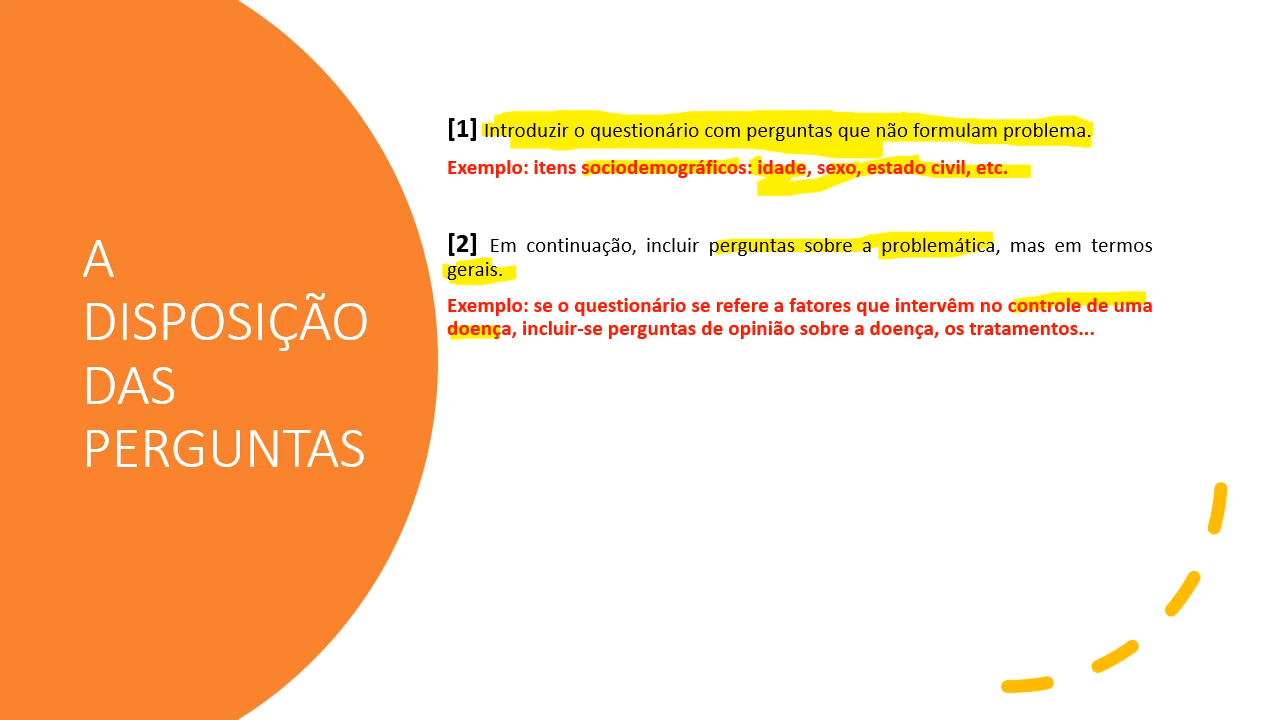 A
DISPOSIÇÃO
DAS
PERGUNTAS
[1] Introduzir o questionário com perguntas que não formulam problema.
Exemplo: itens sociodemográficos: idade, sexo, estado civil, etc.
[2] Em continuação, incluir perguntas sobre a problemática, mas em termos
gerais.
Exemplo: se o questionário se refere a fatores que intervêm no controle de uma
doença, incluir-se perguntas de opinião sobre a doença, os tratamentos...